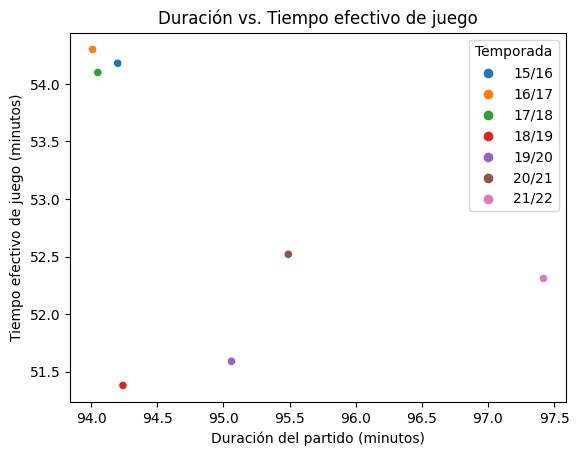 Duración vs. Tiempo efectivo de juego
Temporada
15/16
16/17
17/18
18/19
19/20
20/21
21/22
Tiempo efectivo de juego (minutos)
54.0
53.5
53.0
52.5
52.0
51.5
94.0 94.5 95.0 95.5 96.0 96.5 97.0 97.5
Duración del partido (minutos)